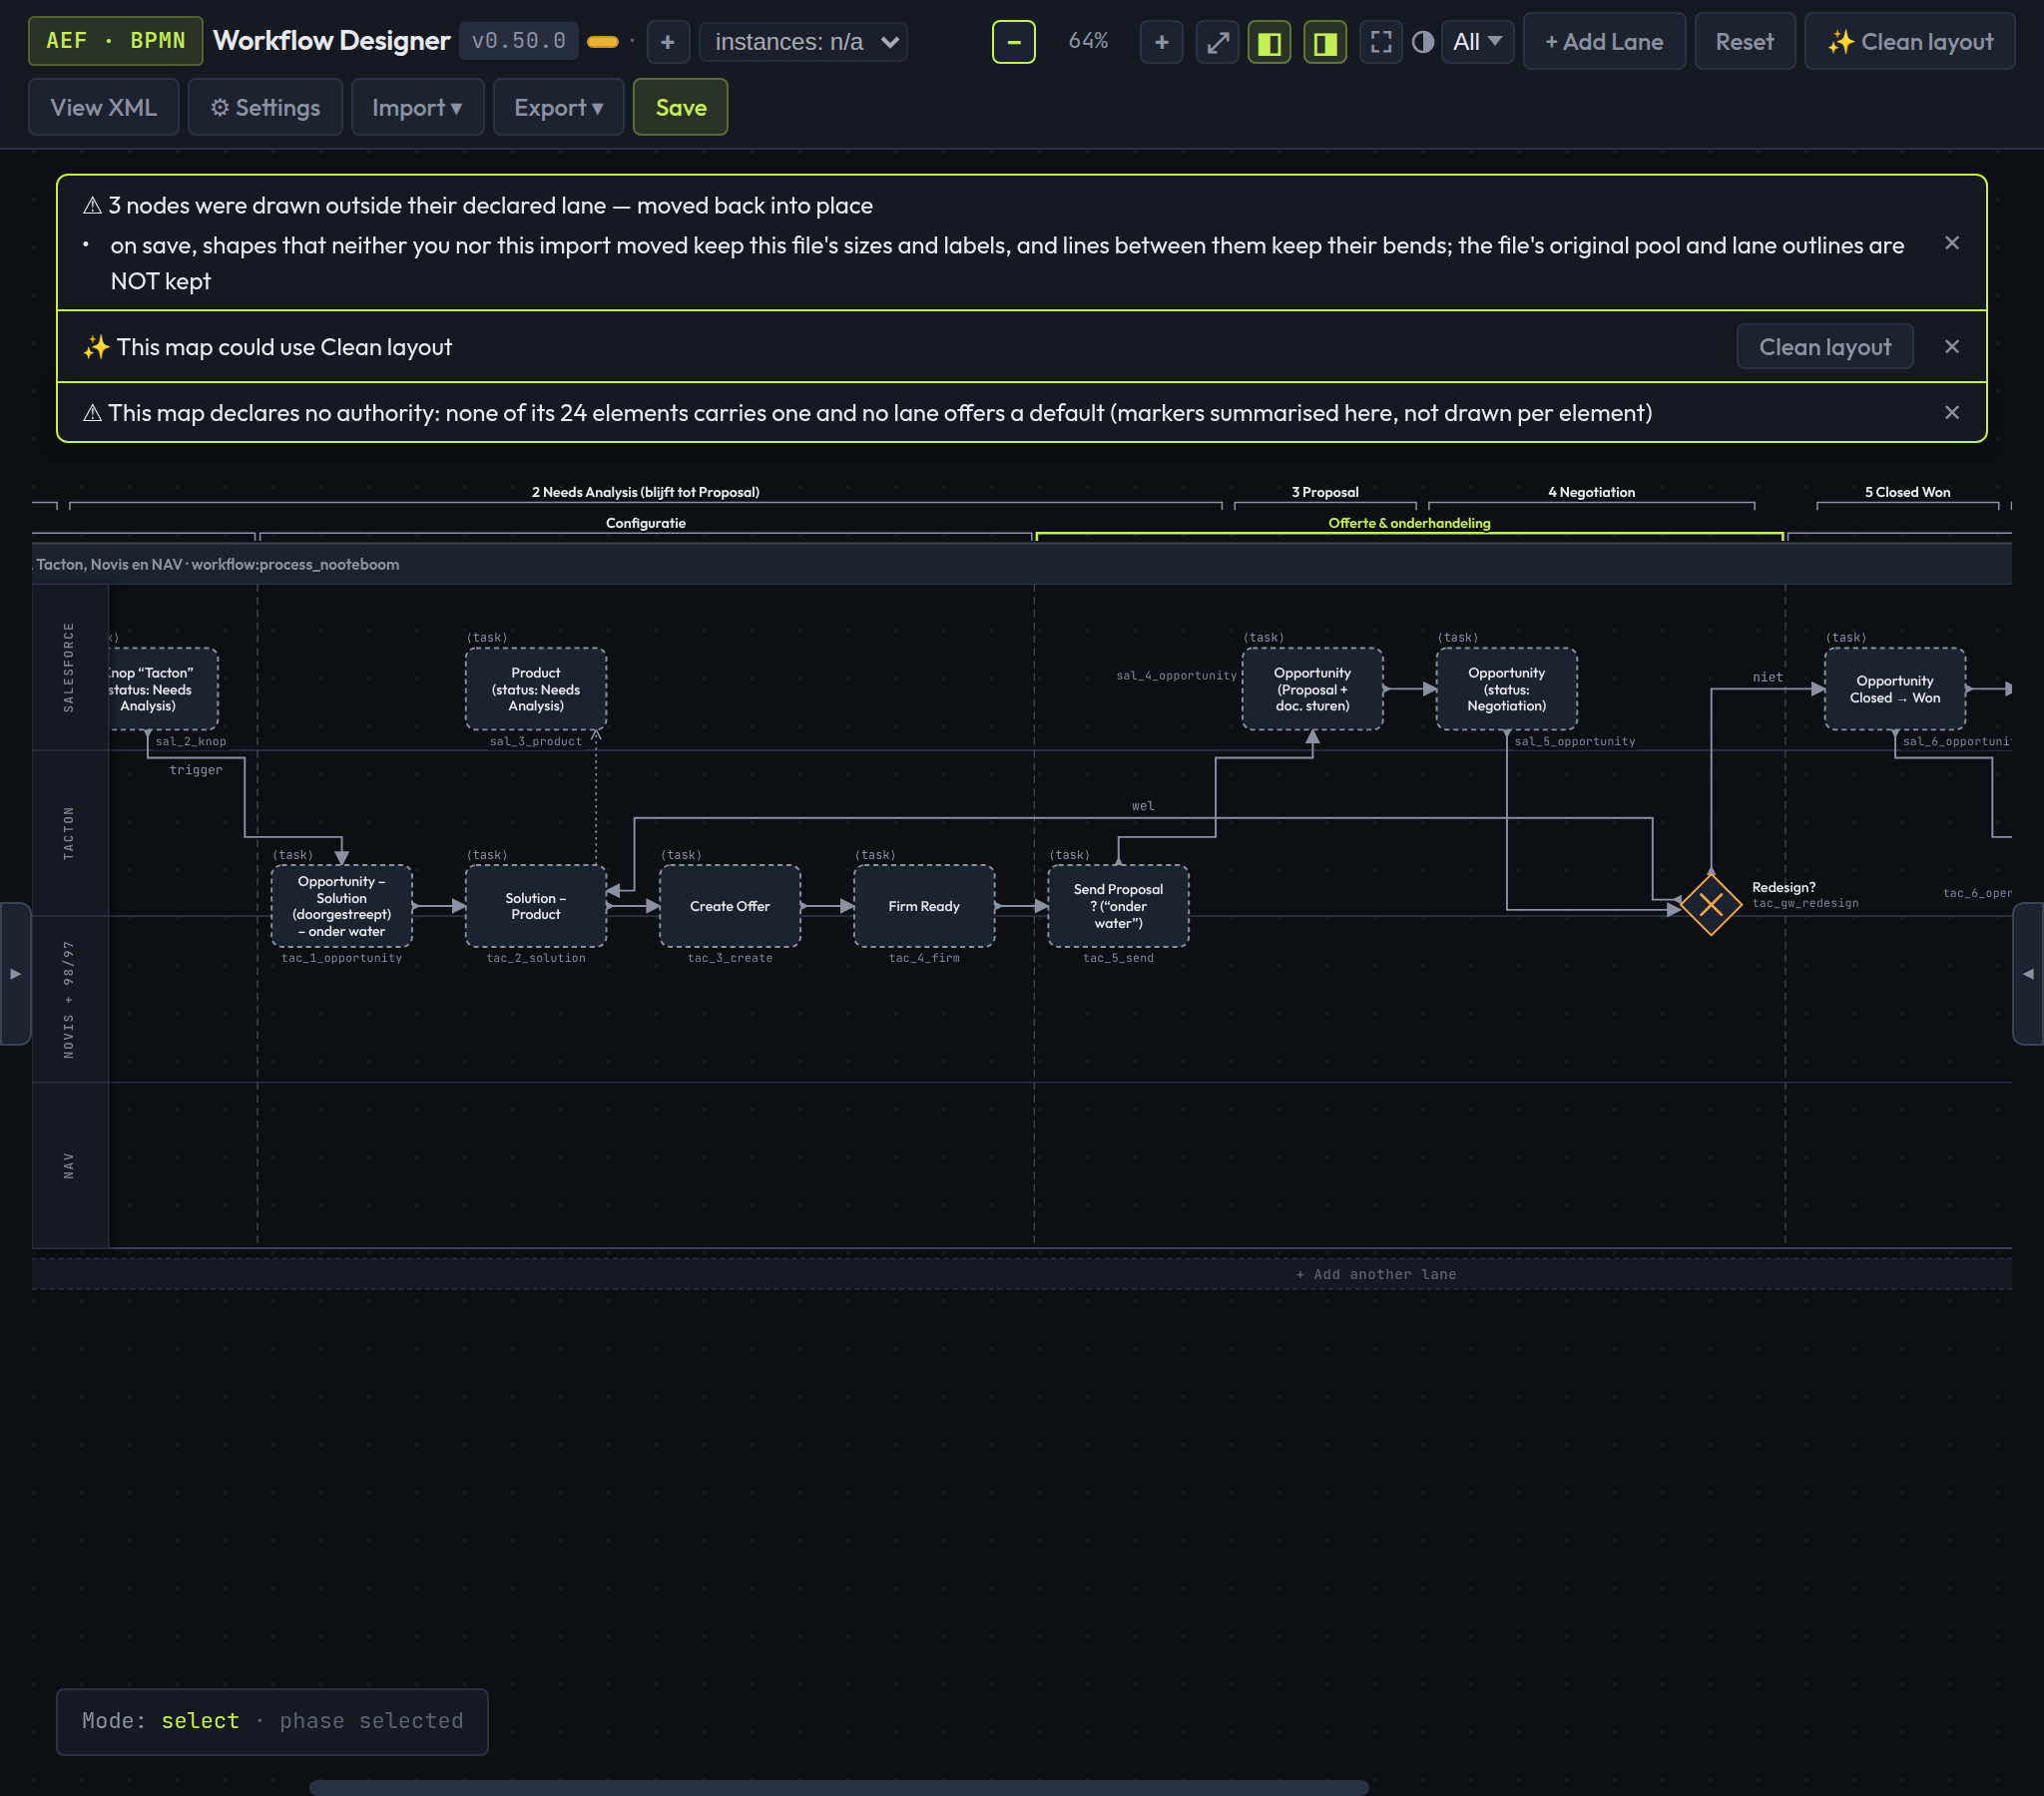 AEF · BPMN Workflow Designer v0.50.0 · + instances: n/a − 64% + All + Add Lane Reset ✨ Clean layout
View XML ⚙ Settings Import ▾ Export ▾ Save
⚠ 3 nodes were drawn outside their declared lane — moved back into place
• on save, shapes that neither you nor this import moved keep this file's sizes and labels, and lines between them keep their bends; the file's original pool and lane outlines are
NOT kept
✨ This map could use Clean layout Clean layout ×
⚠ This map declares no authority: none of its 24 elements carries one and no lane offers a default (markers summarised here, not drawn per element) ×
2 Needs Analysis (blijft tot Proposal) 3 Proposal 4 Negotiation 5 Closed Won
Configuratie Offerte & onderhandeling
, Tacton, Novis en NAV · workflow:process_nooteboom
SALESFORCE
Knop “Tacton”
(status: Needs
Analysis)
sal_2_knop
trigger
⟨task⟩
Product
(status: Needs
Analysis)
sal_3_product
sal_4_opportunity
⟨task⟩
Opportunity
(Proposal +
doc. sturen)
⟨task⟩
Opportunity
(status:
Negotiation)
sal_5_opportunity
niet
⟨task⟩
Opportunity
Closed → Won
sal_6_opportuni
TACTON
wel
⟨task⟩
Opportunity –
Solution
(doorgestreept)
– onder water
tac_1_opportunity
⟨task⟩
Solution –
Product
tac_2_solution
⟨task⟩
Create Offer
tac_3_create
⟨task⟩
Firm Ready
tac_4_firm
⟨task⟩
Send Proposal
? (“onder
water”)
tac_5_send
Redesign?
tac_gw_redesign
tac_6_oper
NOVIS + 98/97
NAV
+ Add another lane
Mode: select · phase selected